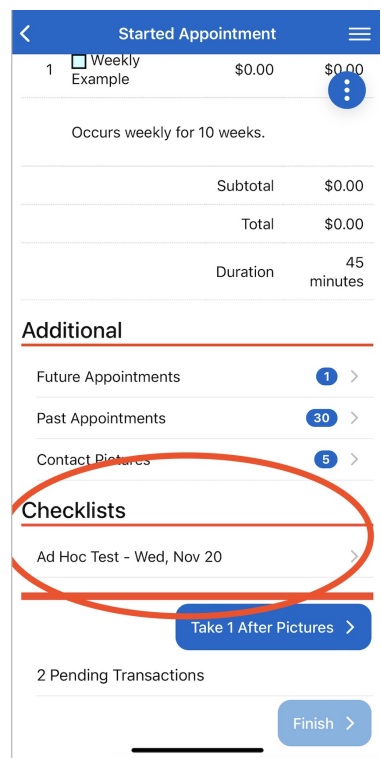 Started Appointment
1 Weekly Example $0.00 $0.00
Occurs weekly for 10 weeks.
Subtotal $0.00
Total $0.00
Duration 45 minutes
Additional
Future Appointments 1
Past Appointments 30
Contact Pictures 5
Checklists
Ad Hoc Test - Wed, Nov 20
Take 1 After Pictures
2 Pending Transactions
Finish